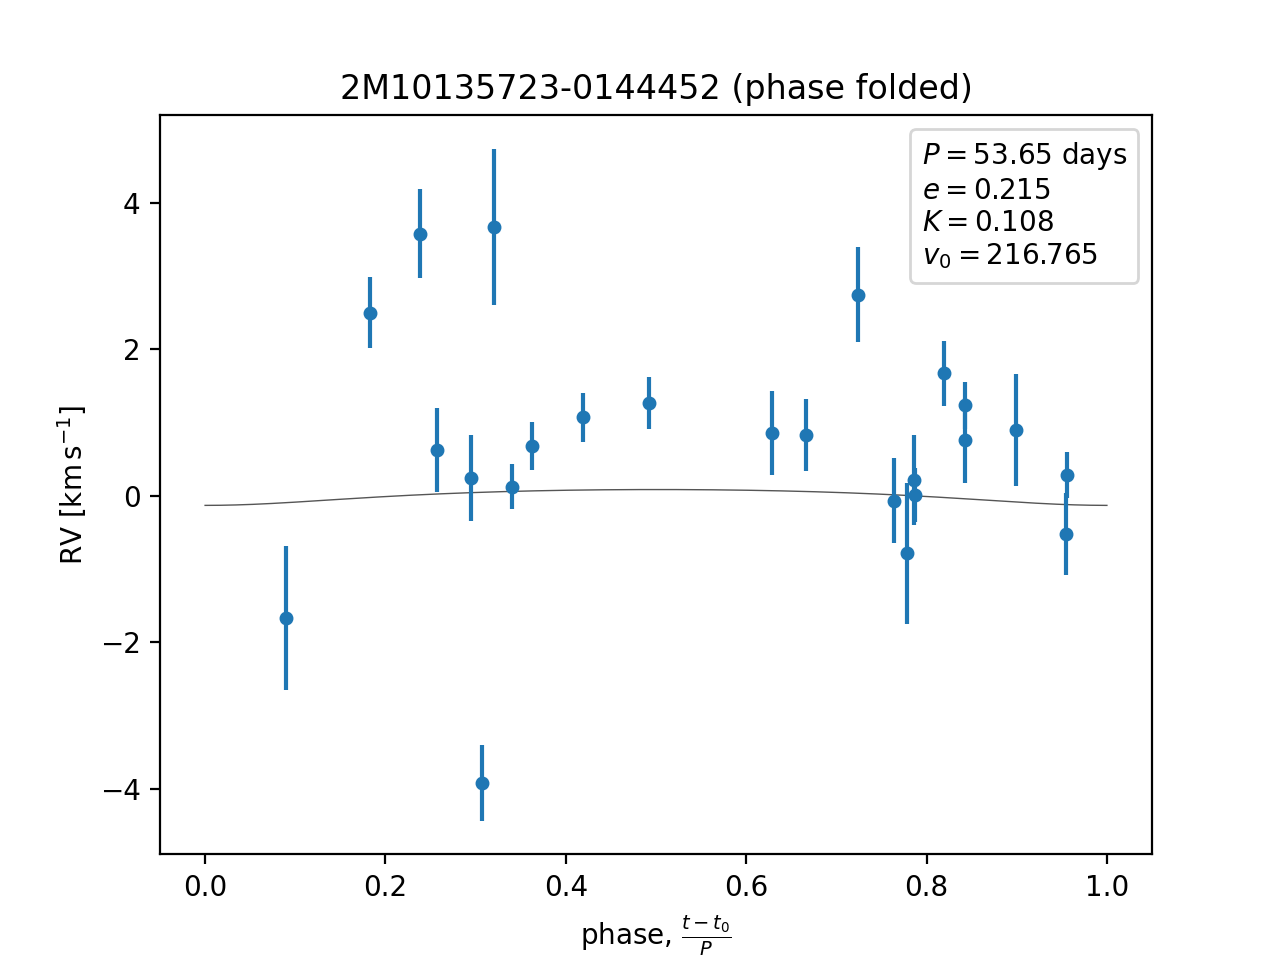 2M10135723-0144452 (phase folded)
P = 53.65 days
e = 0.215
K = 0.108
v₀ = 216.765
RV [km s⁻¹]
4
2
0
−2
−4
0.0 0.2 0.4 0.6 0.8 1.0
phase, (t − t₀)/P